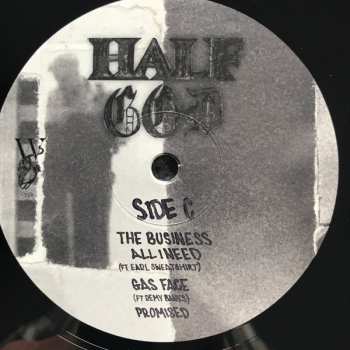 HALF
GOD
SIDE C
THE BUSINESS
ALL I NEED
(FT EARL SWEATSHIRT)
GAS FACE
(FT REMY BANKS)
PROMISED